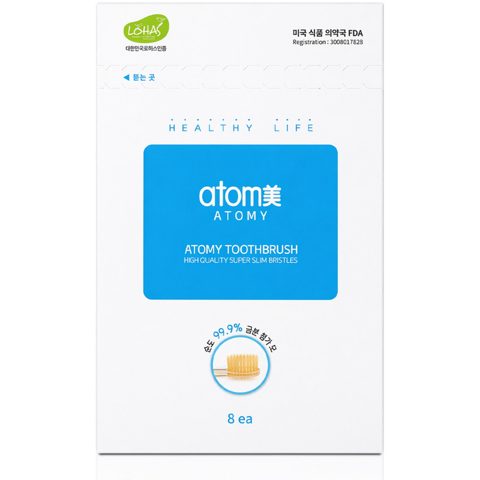 LOHAS
대한민국로하스인증
미국 식품 의약국 FDA
Registration : 3008017828
◀ 뜯는 곳
HEALTHY LIFE
atom美
ATOMY
ATOMY TOOTHBRUSH
HIGH QUALITY SUPER SLIM BRISTLES
순도 99.9% 금분 첨가 모
8 ea